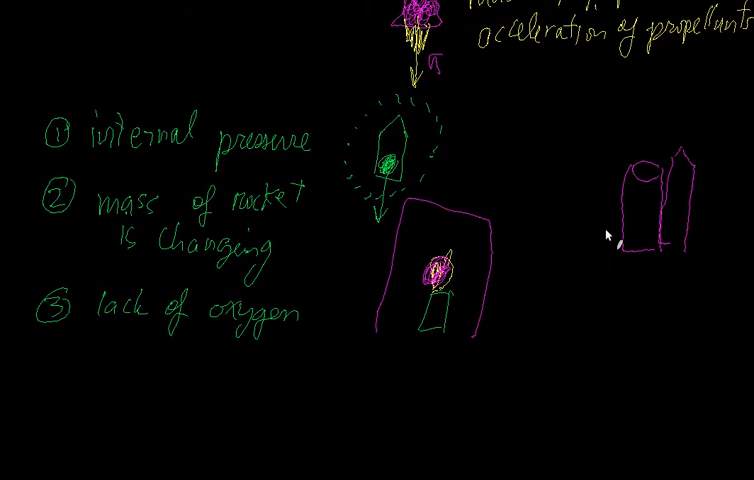 acceleration of propellants
① internal pressure
② mass of rocket
is changing
③ lack of oxygen